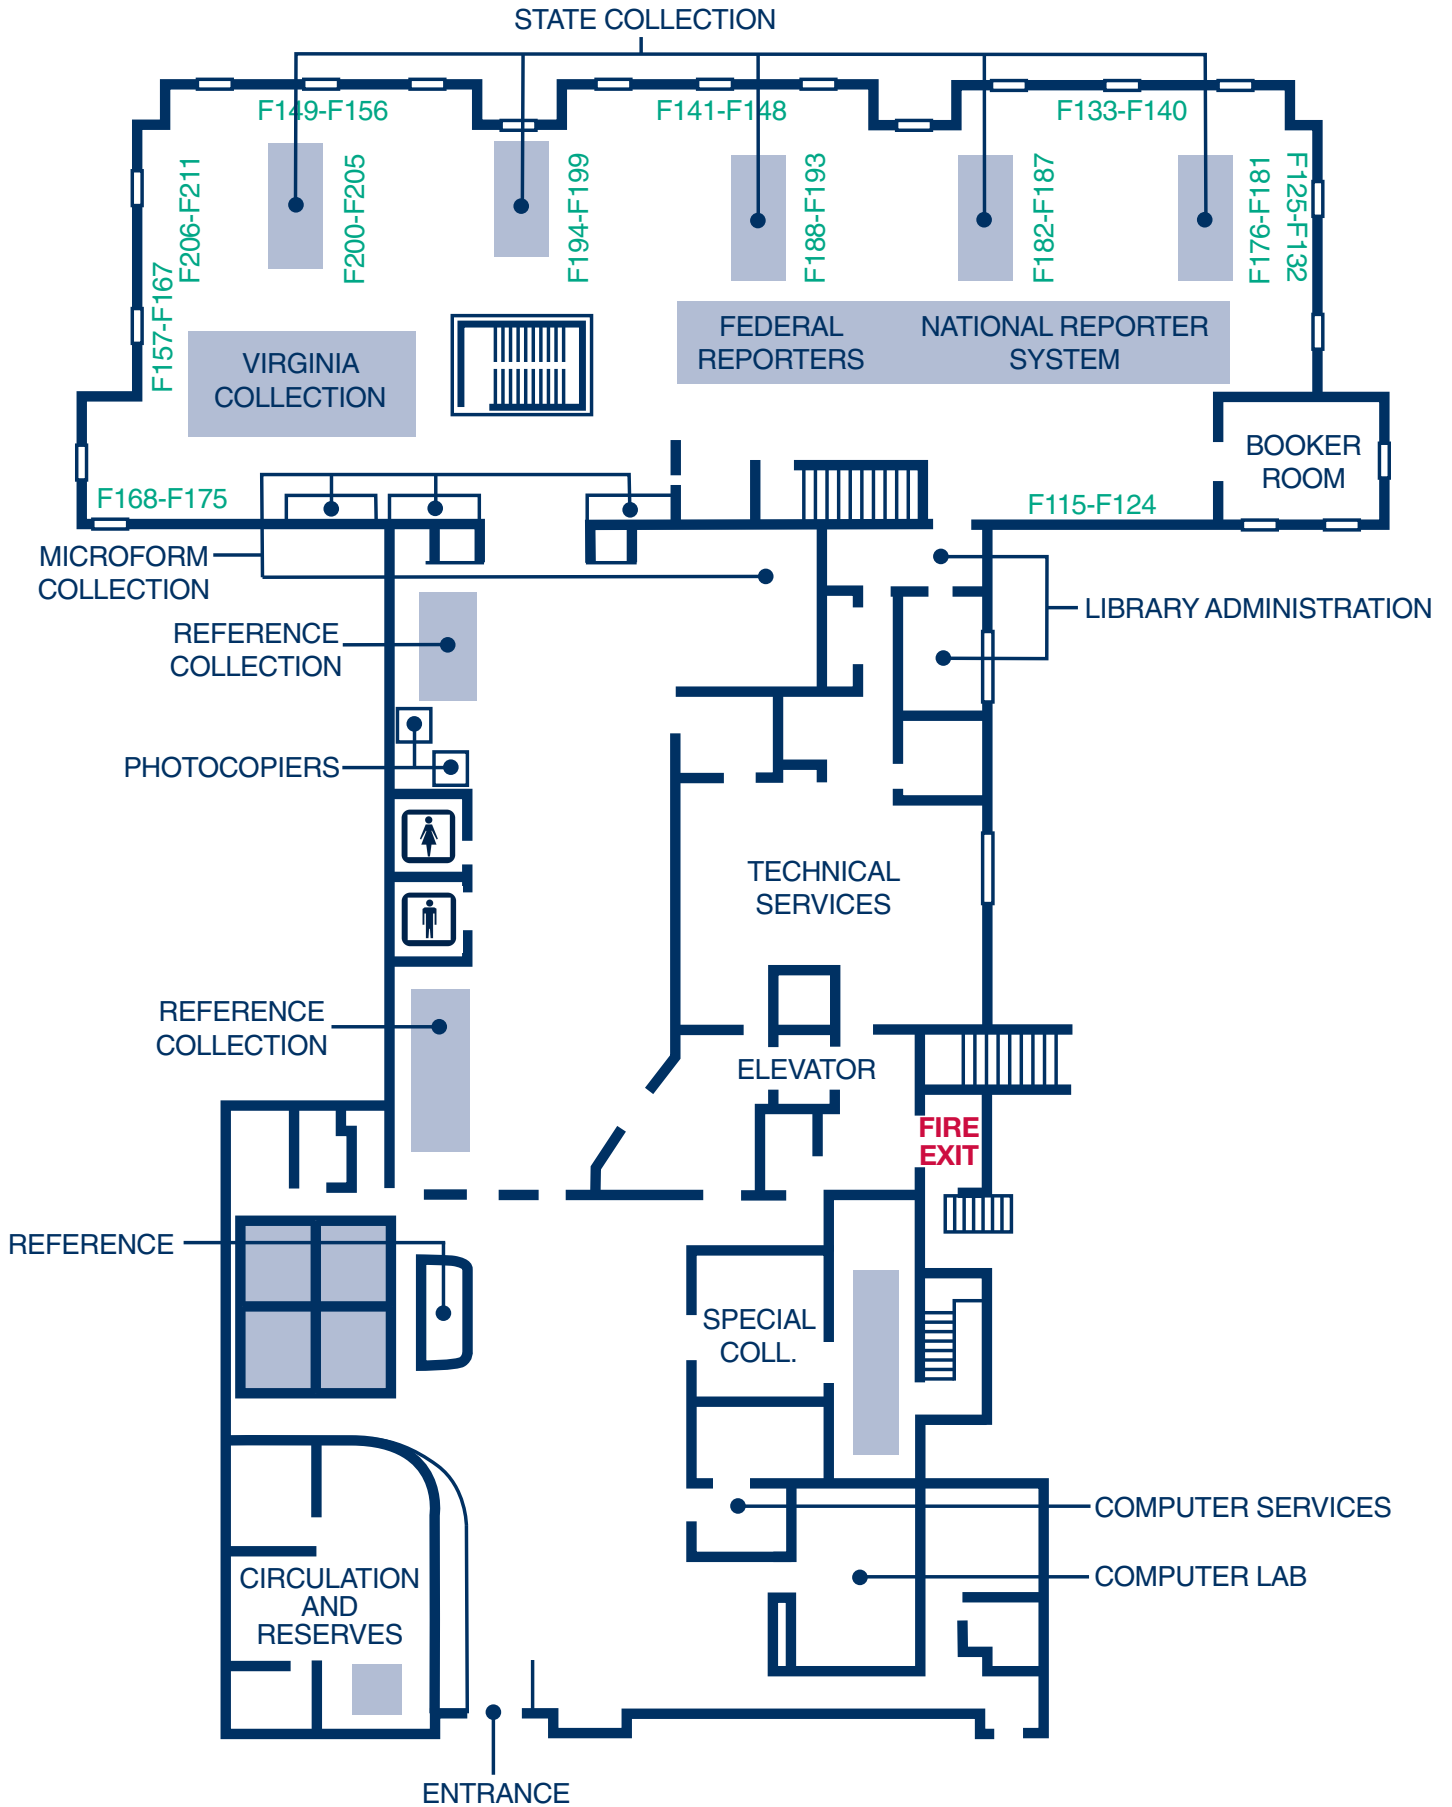 STATE COLLECTION
F149-F156
F141-F148
F133-F140
F206-F211
F200-F205
F194-F199
F188-F193
F182-F187
F176-F181
F125-F132
F157-F167
VIRGINIA
COLLECTION
FEDERAL
REPORTERS
NATIONAL REPORTER
SYSTEM
BOOKER
ROOM
F168-F175
F115-F124
MICROFORM
COLLECTION
LIBRARY ADMINISTRATION
REFERENCE
COLLECTION
PHOTOCOPIERS
TECHNICAL
SERVICES
REFERENCE
COLLECTION
ELEVATOR
FIRE
EXIT
REFERENCE
SPECIAL
COLL.
COMPUTER SERVICES
COMPUTER LAB
CIRCULATION
AND
RESERVES
ENTRANCE